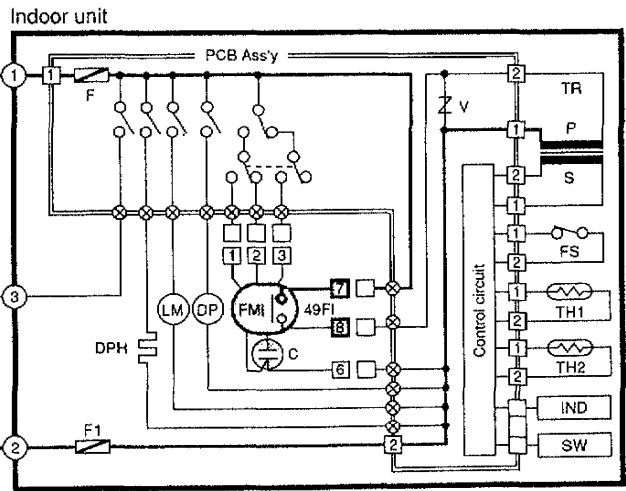 Indoor unit
PCB Ass'y
1
1
F
2
TR
V
1
P
2
S
1
1
FS
2
1
2
3
7
3
LM
DP
FMI
49FI
8
1
TH1
2
Control circuit
DPH
C
6
1
TH2
2
IND
F1
2
2
SW